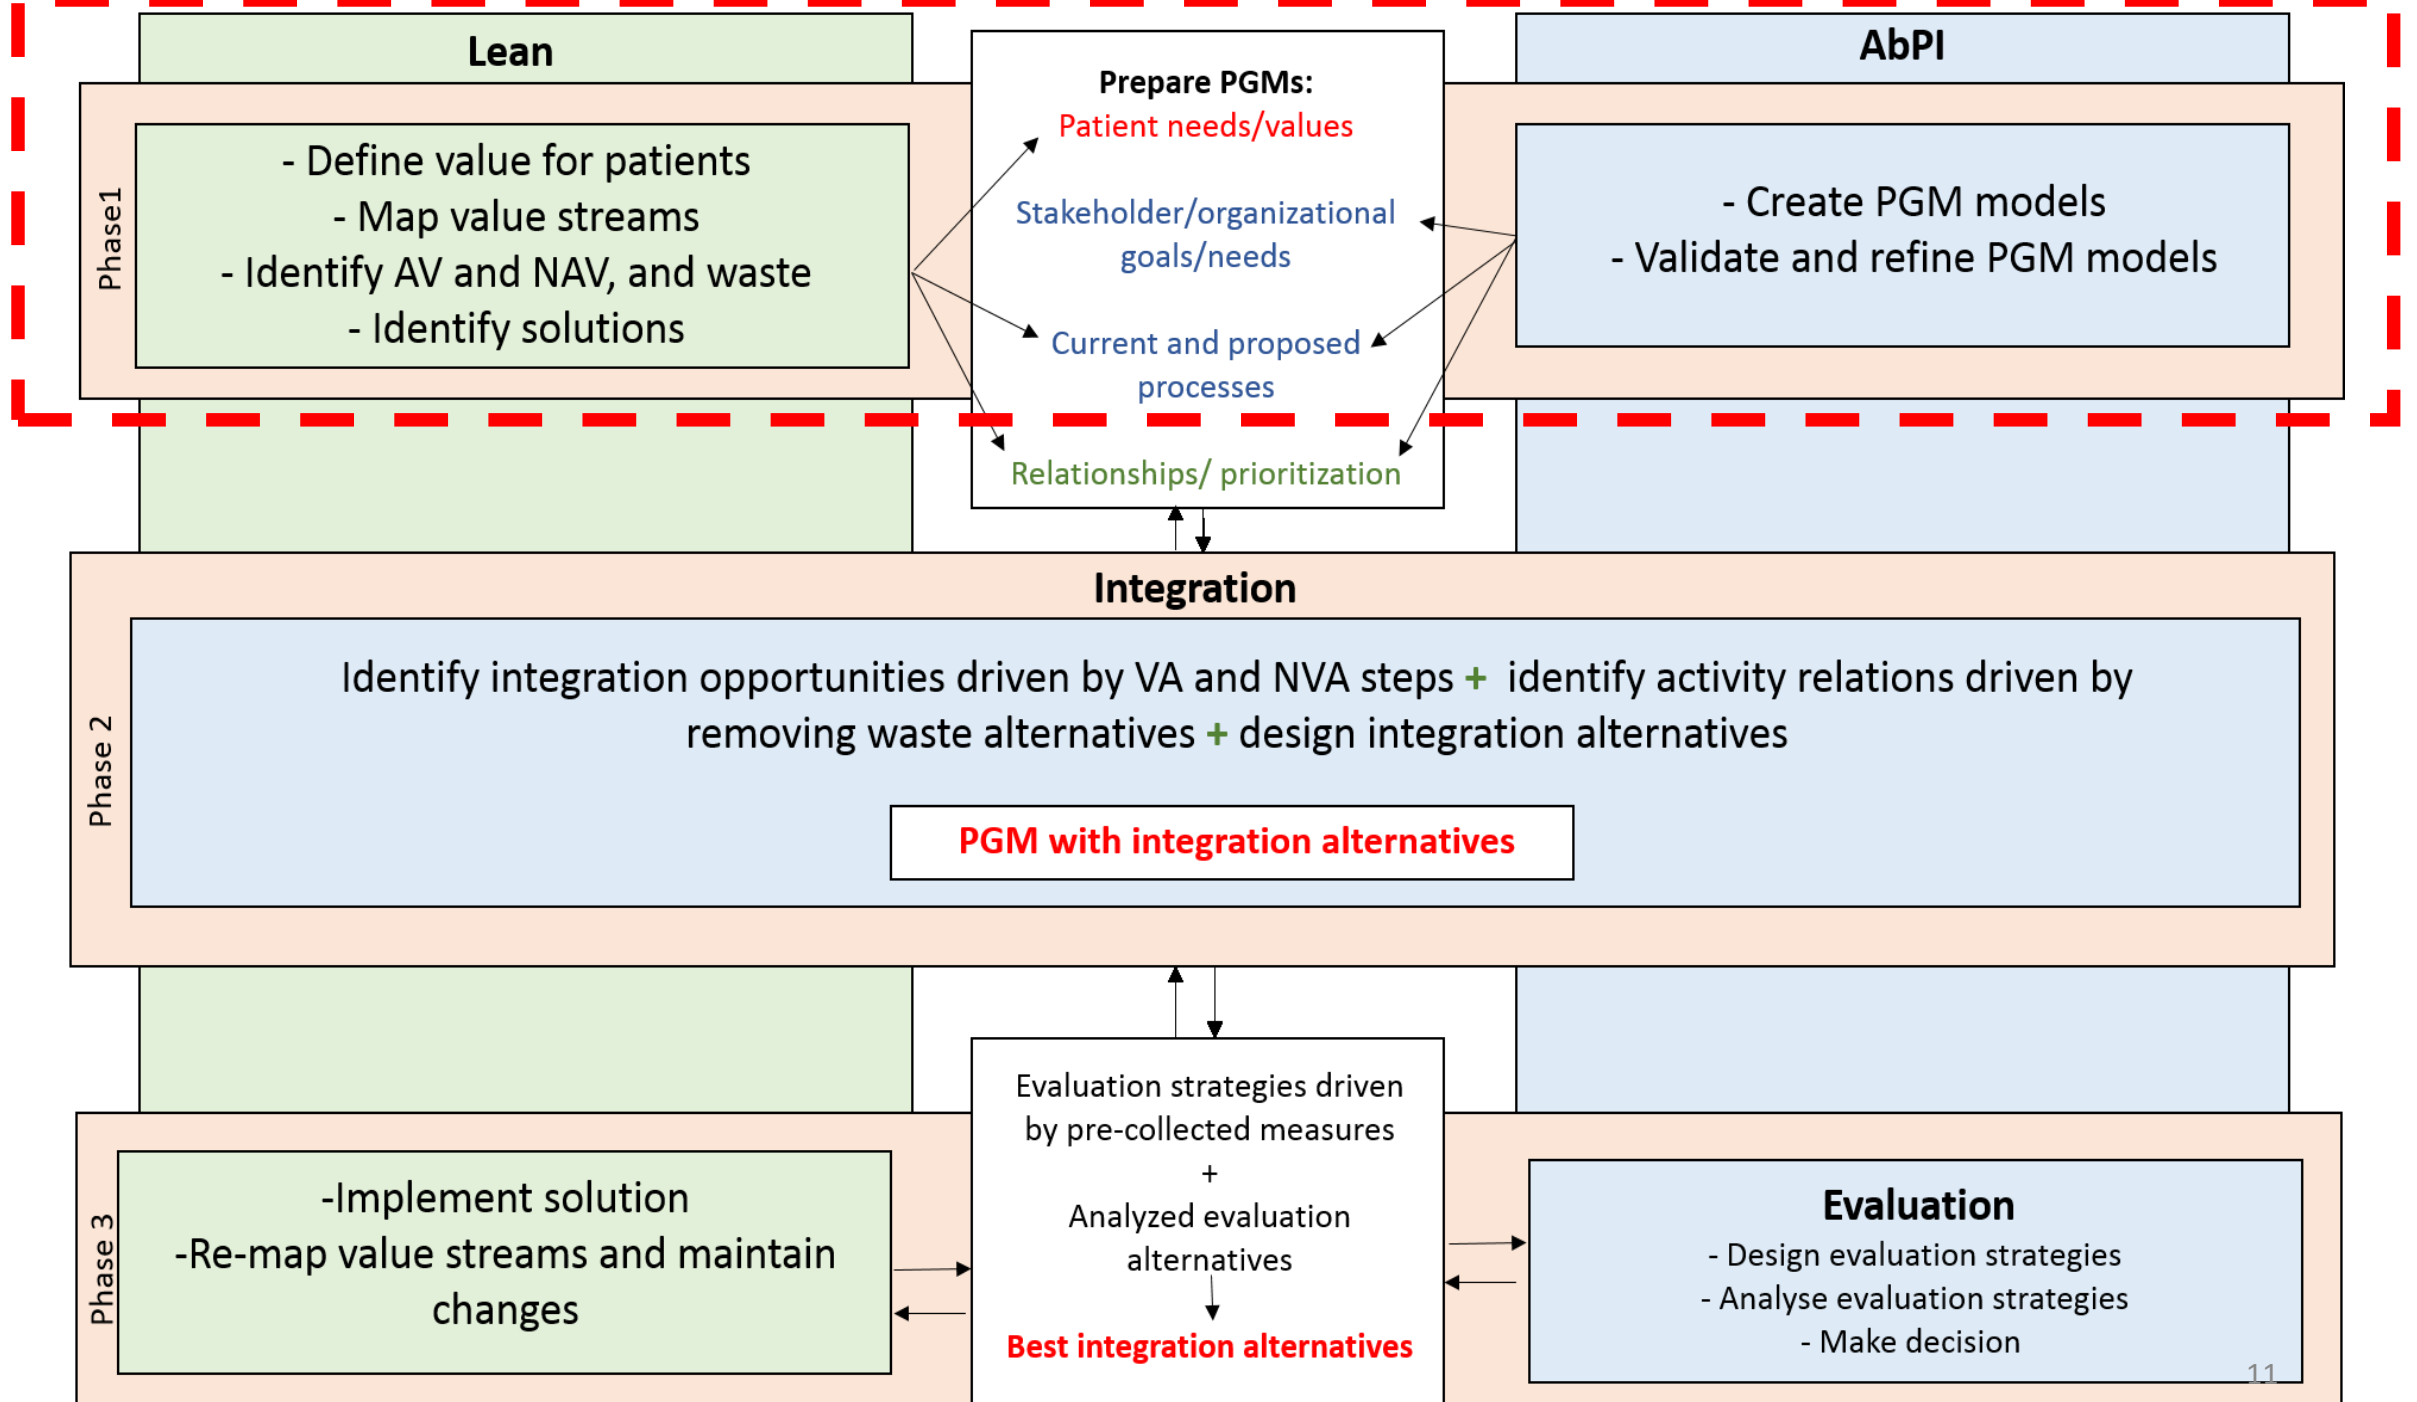 Lean
AbPI
Phase1
- Define value for patients
- Map value streams
- Identify AV and NAV, and waste
- Identify solutions
Prepare PGMs:
Patient needs/values
Stakeholder/organizational
goals/needs
Current and proposed
processes
Relationships/ prioritization
- Create PGM models
- Validate and refine PGM models
Integration
Phase 2
Identify integration opportunities driven by VA and NVA steps + identify activity relations driven by
removing waste alternatives + design integration alternatives
PGM with integration alternatives
Phase 3
-Implement solution
-Re-map value streams and maintain
changes
Evaluation strategies driven
by pre-collected measures
+
Analyzed evaluation
alternatives
Best integration alternatives
Evaluation
- Design evaluation strategies
- Analyse evaluation strategies
- Make decision
11